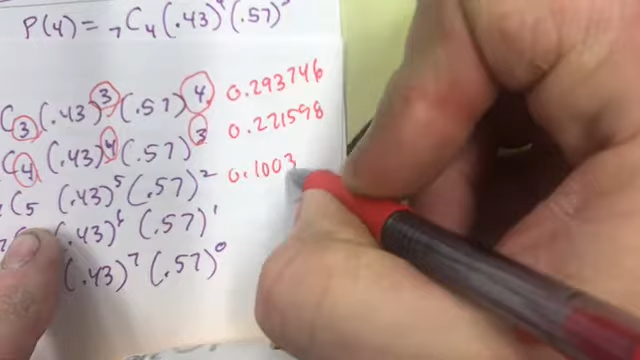 P(4) = ₇C₄(.43)⁴(.57)³
C₃(.43)³(.57)⁴ 0.293746
C₄(.43)⁴(.57)³ 0.221598
C₅(.43)⁵(.57)² 0.1003
(.43)⁶(.57)¹
(.43)⁷(.57)⁰